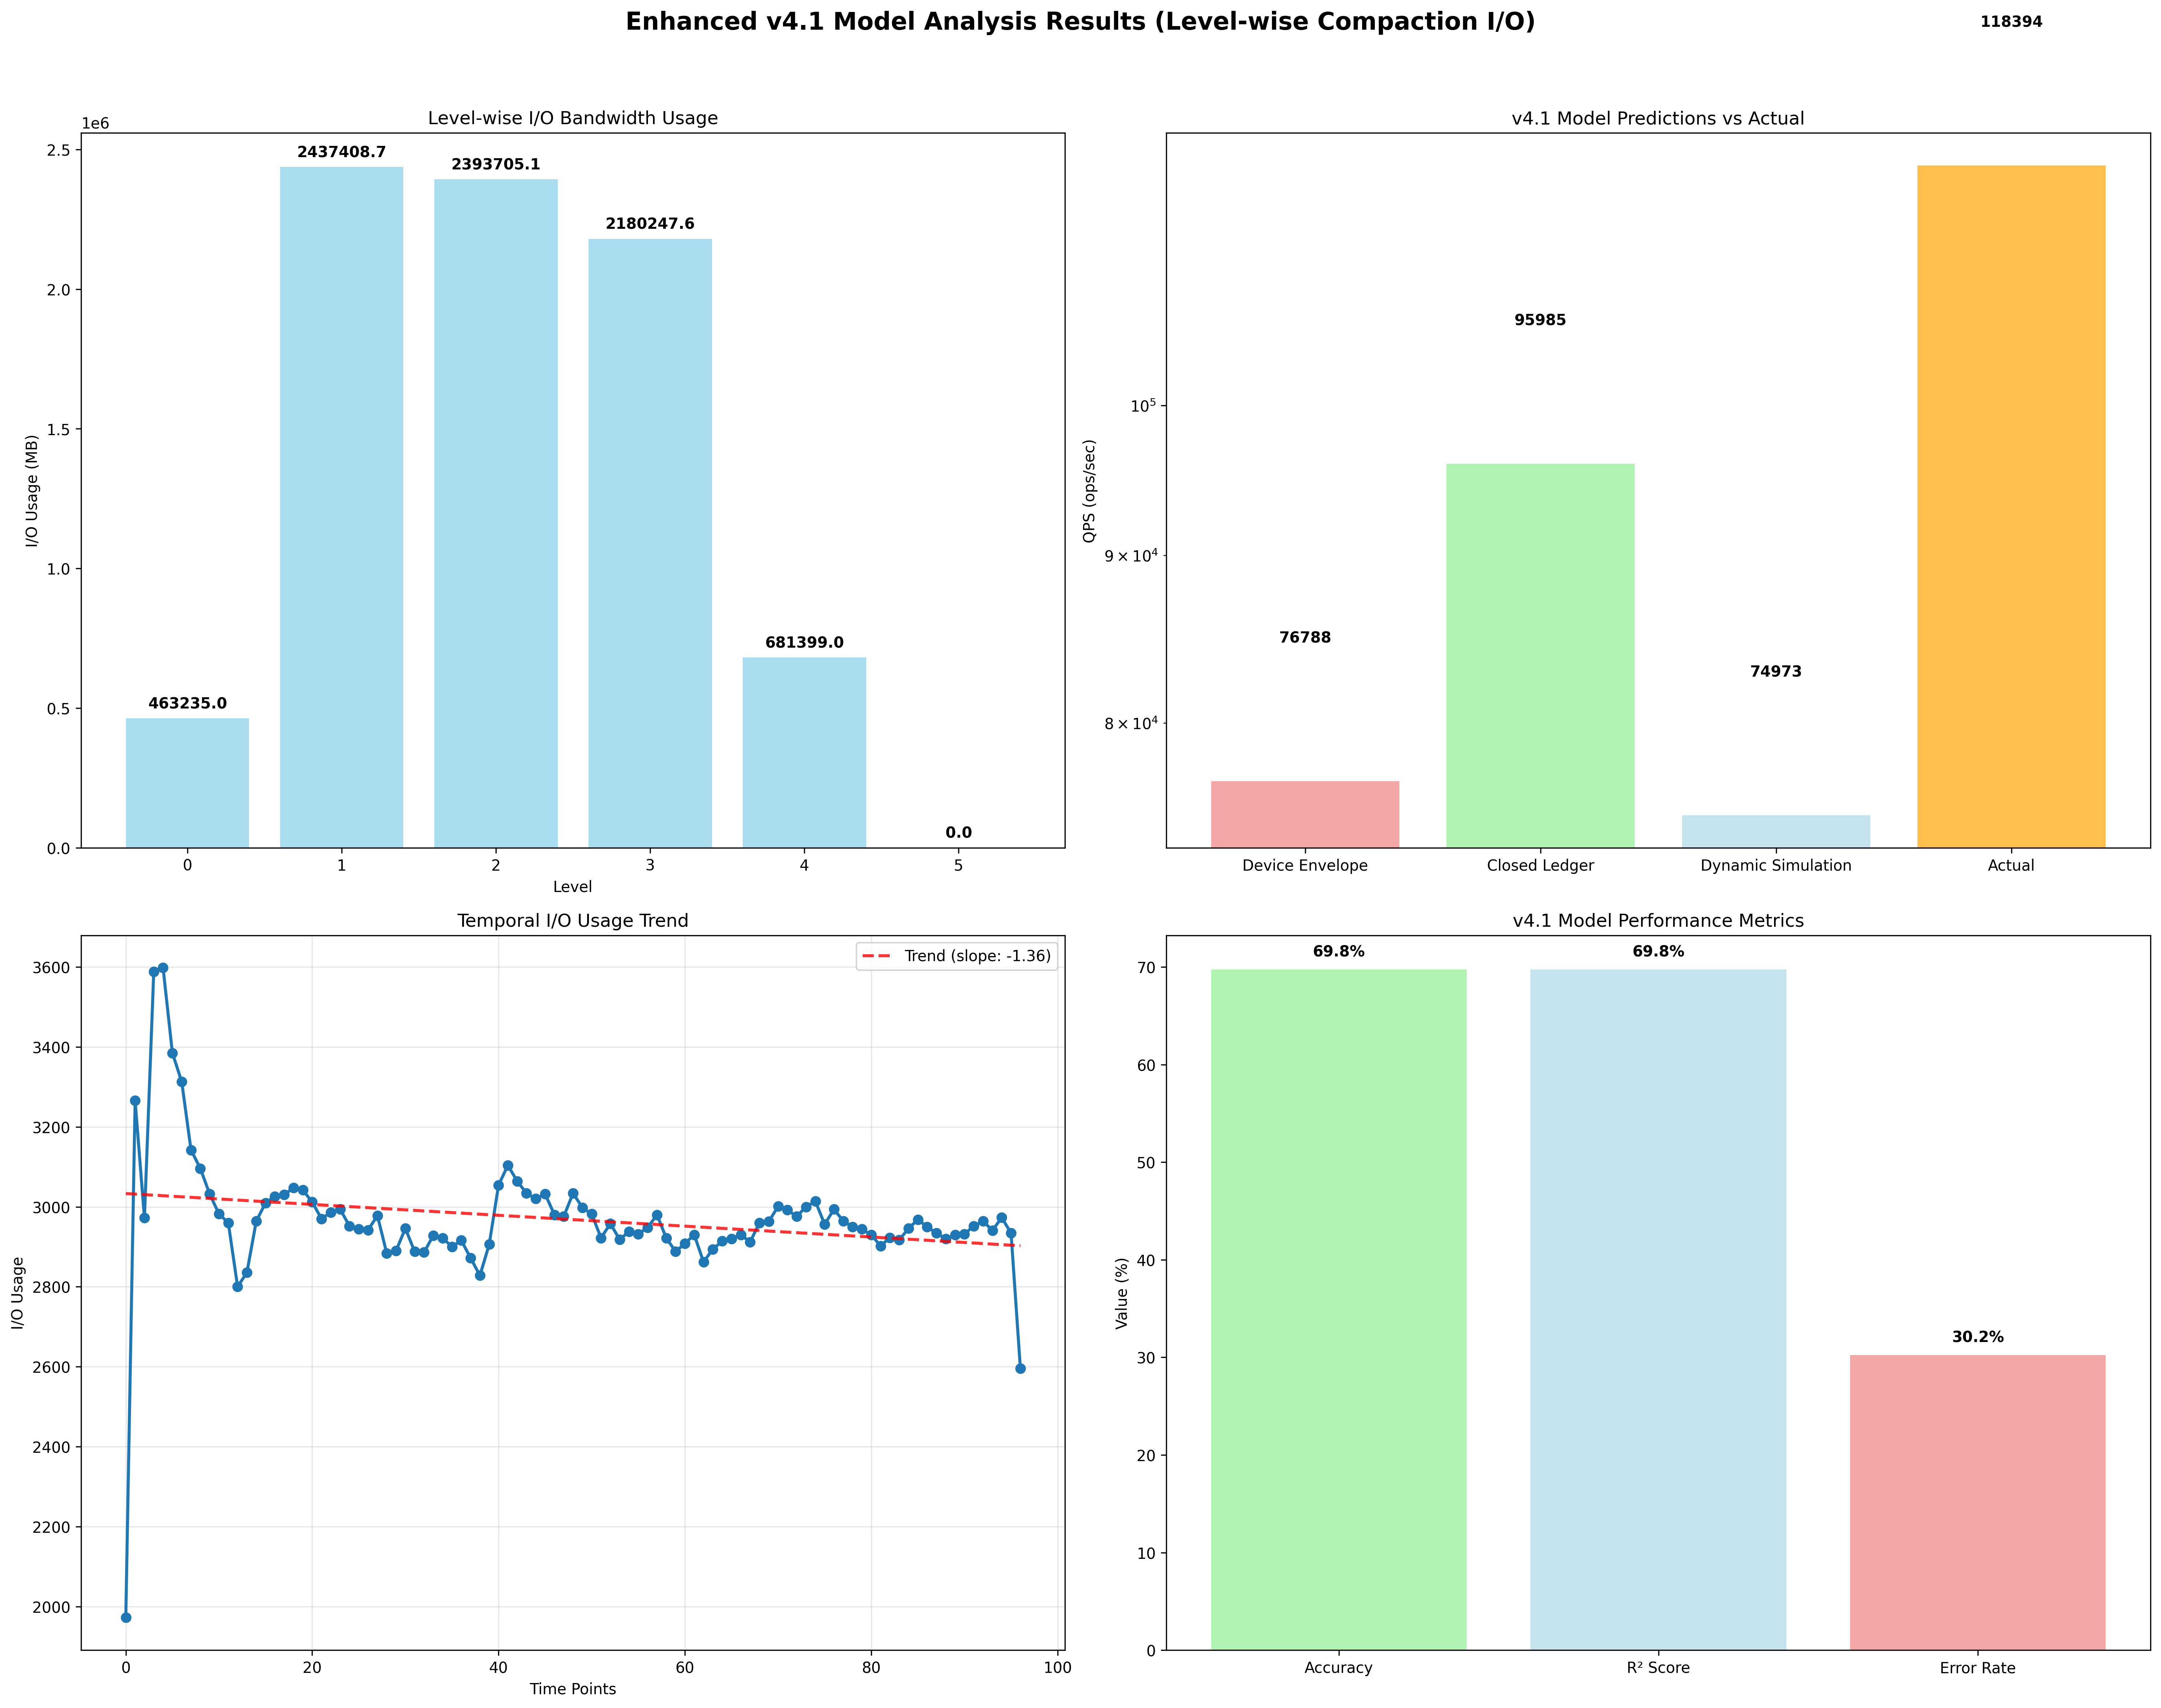 Enhanced v4.1 Model Analysis Results (Level-wise Compaction I/O)
118394
Level-wise I/O Bandwidth Usage
1e6
I/O Usage (MB)
2.5
2.0
1.5
1.0
0.5
0.0
463235.0
2437408.7
2393705.1
2180247.6
681399.0
0.0
0 1 2 3 4 5
Level
v4.1 Model Predictions vs Actual
QPS (ops/sec)
10⁵
9 × 10⁴
8 × 10⁴
76788
95985
74973
Device Envelope Closed Ledger Dynamic Simulation Actual
Temporal I/O Usage Trend
Trend (slope: -1.36)
I/O Usage
3600
3400
3200
3000
2800
2600
2400
2200
2000
0 20 40 60 80 100
Time Points
v4.1 Model Performance Metrics
Value (%)
70
60
50
40
30
20
10
0
69.8%
69.8%
30.2%
Accuracy R² Score Error Rate